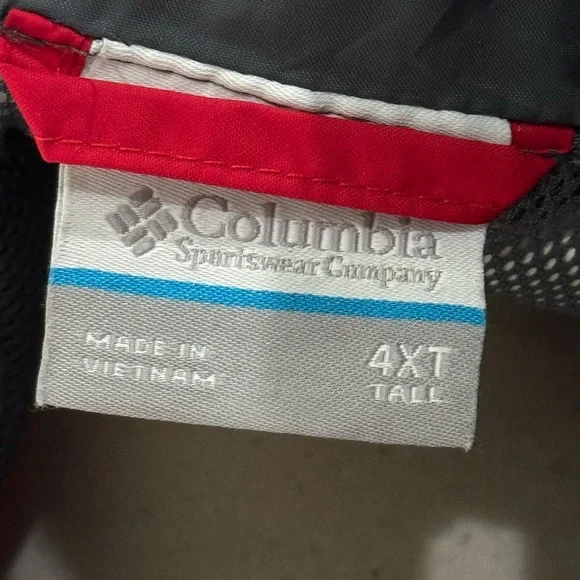 Columbia
Sportswear Company
MADE IN
VIETNAM
4XT
TALL